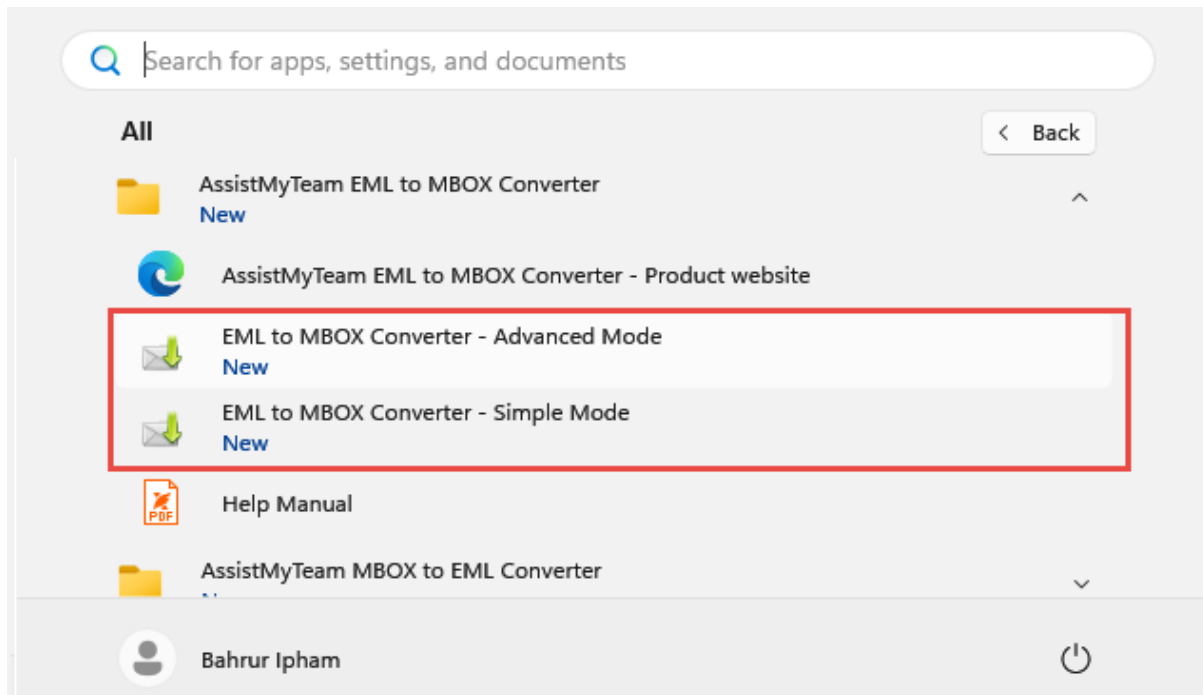 Search for apps, settings, and documents
All
Back
AssistMyTeam EML to MBOX Converter
New
AssistMyTeam EML to MBOX Converter - Product website
EML to MBOX Converter - Advanced Mode
New
EML to MBOX Converter - Simple Mode
New
PDF
Help Manual
AssistMyTeam MBOX to EML Converter
Bahrur Ipham